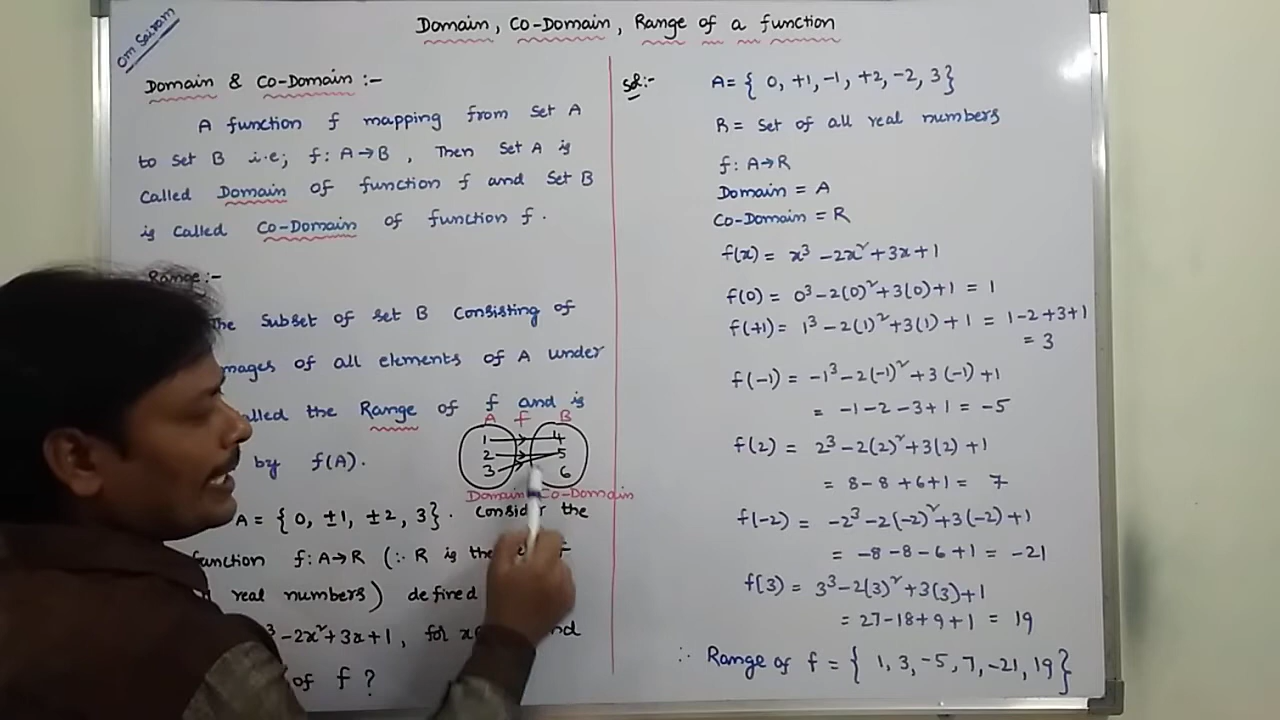 Om Sairam
Domain, Co-Domain, Range of a function
Domain & Co-Domain :-
A function f mapping from Set A
to Set B i.e; f: A→B, Then Set A is
Called Domain of function f and Set B
is Called Co-Domain of function f.
Range :-
The Subset of Set B Consisting of
mages of all elements of A under
alled the Range of f and is
by f(A).
A f B
1 4
2 5
3 6
Domain Co-Domain
A = { 0, ±1, ±2, 3 }. Consider the
function f: A→R (∵ R is the
real numbers) defined
³ -2x²+3x+1, for x
of f ?
Sol:-
A = { 0, +1, -1, +2, -2, 3 }
R = Set of all real numbers
f: A→R
Domain = A
Co-Domain = R
f(x) = x³ -2x² +3x+1
f(0) = 0³-2(0)²+3(0)+1 = 1
f(+1) = 1³-2(1)²+3(1)+1 = 1-2+3+1
= 3
f(-1) = -1³-2(-1)²+3(-1)+1
= -1-2-3+1 = -5
f(2) = 2³-2(2)²+3(2)+1
= 8-8+6+1 = 7
f(-2) = -2³-2(-2)²+3(-2)+1
= -8-8-6+1 = -21
f(3) = 3³-2(3)²+3(3)+1
= 27-18+9+1 = 19
∴ Range of f = { 1, 3, -5, 7, -21, 19 }